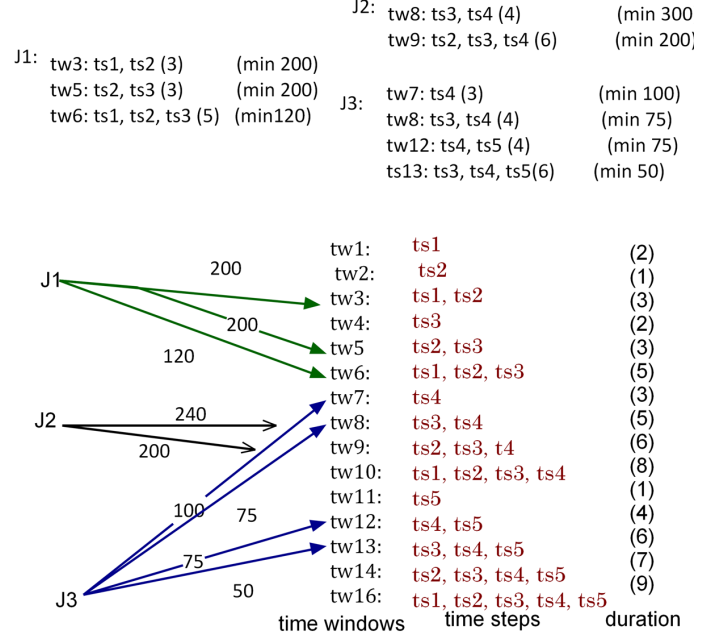 J2:
tw8: ts3, ts4 (4) (min 300
tw9: ts2, ts3, ts4 (6) (min 200)
J1:
tw3: ts1, ts2 (3) (min 200)
tw5: ts2, ts3 (3) (min 200)
tw6: ts1, ts2, ts3 (5) (min120)
J3:
tw7: ts4 (3) (min 100)
tw8: ts3, ts4 (4) (min 75)
tw12: ts4, ts5 (4) (min 75)
ts13: ts3, ts4, ts5(6) (min 50)
J1
200
200
120
J2
240
200
J3
100
75
75
50
tw1: ts1 (2)
tw2: ts2 (1)
tw3: ts1, ts2 (3)
tw4: ts3 (2)
tw5 ts2, ts3 (3)
tw6: ts1, ts2, ts3 (5)
tw7: ts4 (3)
tw8: ts3, ts4 (5)
tw9: ts2, ts3, t4 (6)
tw10: ts1, ts2, ts3, ts4 (8)
tw11: ts5 (1)
tw12: ts4, ts5 (4)
tw13: ts3, ts4, ts5 (6)
tw14: ts2, ts3, ts4, ts5 (7)
tw16: ts1, ts2, ts3, ts4, ts5 (9)
time windows time steps duration